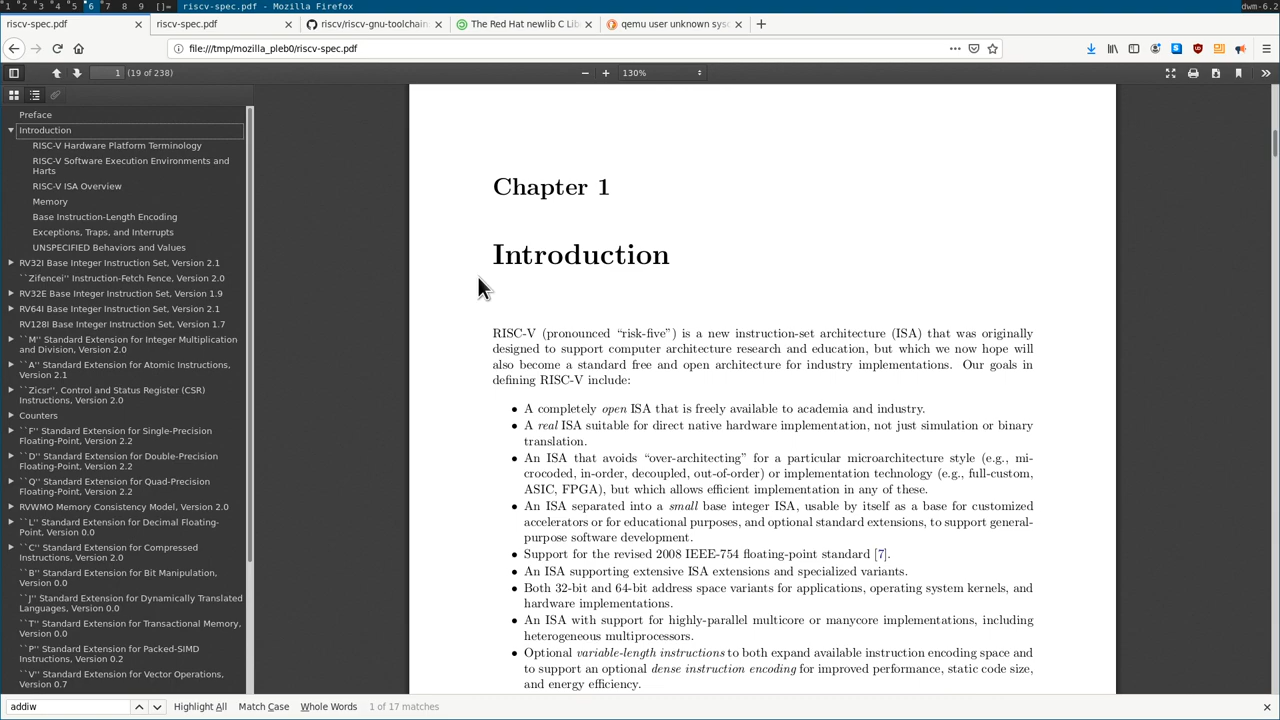 1 2 3 4 5 6 7 8 9 []= riscv-spec.pdf - Mozilla Firefox dwm-6.2
riscv-spec.pdf riscv-spec.pdf riscv/riscv-gnu-toolchain The Red Hat newlib C Lib qemu user unknown sys
file:///tmp/mozilla_pleb0/riscv-spec.pdf
1 (19 of 238) 130%
Preface
Introduction
RISC-V Hardware Platform Terminology
RISC-V Software Execution Environments and
Harts
RISC-V ISA Overview
Memory
Base Instruction-Length Encoding
Exceptions, Traps, and Interrupts
UNSPECIFIED Behaviors and Values
RV32I Base Integer Instruction Set, Version 2.1
``Zifencei'' Instruction-Fetch Fence, Version 2.0
RV32E Base Integer Instruction Set, Version 1.9
RV64I Base Integer Instruction Set, Version 2.1
RV128I Base Integer Instruction Set, Version 1.7
``M'' Standard Extension for Integer Multiplication
and Division, Version 2.0
``A'' Standard Extension for Atomic Instructions,
Version 2.1
``Zicsr'', Control and Status Register (CSR)
Instructions, Version 2.0
Counters
``F'' Standard Extension for Single-Precision
Floating-Point, Version 2.2
``D'' Standard Extension for Double-Precision
Floating-Point, Version 2.2
``Q'' Standard Extension for Quad-Precision
Floating-Point, Version 2.2
RVWMO Memory Consistency Model, Version 2.0
``L'' Standard Extension for Decimal Floating-
Point, Version 0.0
``C'' Standard Extension for Compressed
Instructions, Version 2.0
``B'' Standard Extension for Bit Manipulation,
Version 0.0
``J'' Standard Extension for Dynamically Translated
Languages, Version 0.0
``T'' Standard Extension for Transactional Memory,
Version 0.0
``P'' Standard Extension for Packed-SIMD
Instructions, Version 0.2
``V'' Standard Extension for Vector Operations,
Version 0.7
Chapter 1
Introduction
RISC-V (pronounced “risk-five”) is a new instruction-set architecture (ISA) that was originally
designed to support computer architecture research and education, but which we now hope will
also become a standard free and open architecture for industry implementations. Our goals in
defining RISC-V include:
• A completely open ISA that is freely available to academia and industry.
• A real ISA suitable for direct native hardware implementation, not just simulation or binary
translation.
• An ISA that avoids “over-architecting” for a particular microarchitecture style (e.g., mi-
crocoded, in-order, decoupled, out-of-order) or implementation technology (e.g., full-custom,
ASIC, FPGA), but which allows efficient implementation in any of these.
• An ISA separated into a small base integer ISA, usable by itself as a base for customized
accelerators or for educational purposes, and optional standard extensions, to support general-
purpose software development.
• Support for the revised 2008 IEEE-754 floating-point standard [7].
• An ISA supporting extensive ISA extensions and specialized variants.
• Both 32-bit and 64-bit address space variants for applications, operating system kernels, and
hardware implementations.
• An ISA with support for highly-parallel multicore or manycore implementations, including
heterogeneous multiprocessors.
• Optional variable-length instructions to both expand available instruction encoding space and
to support an optional dense instruction encoding for improved performance, static code size,
and energy efficiency.
addiw Highlight All Match Case Whole Words 1 of 17 matches